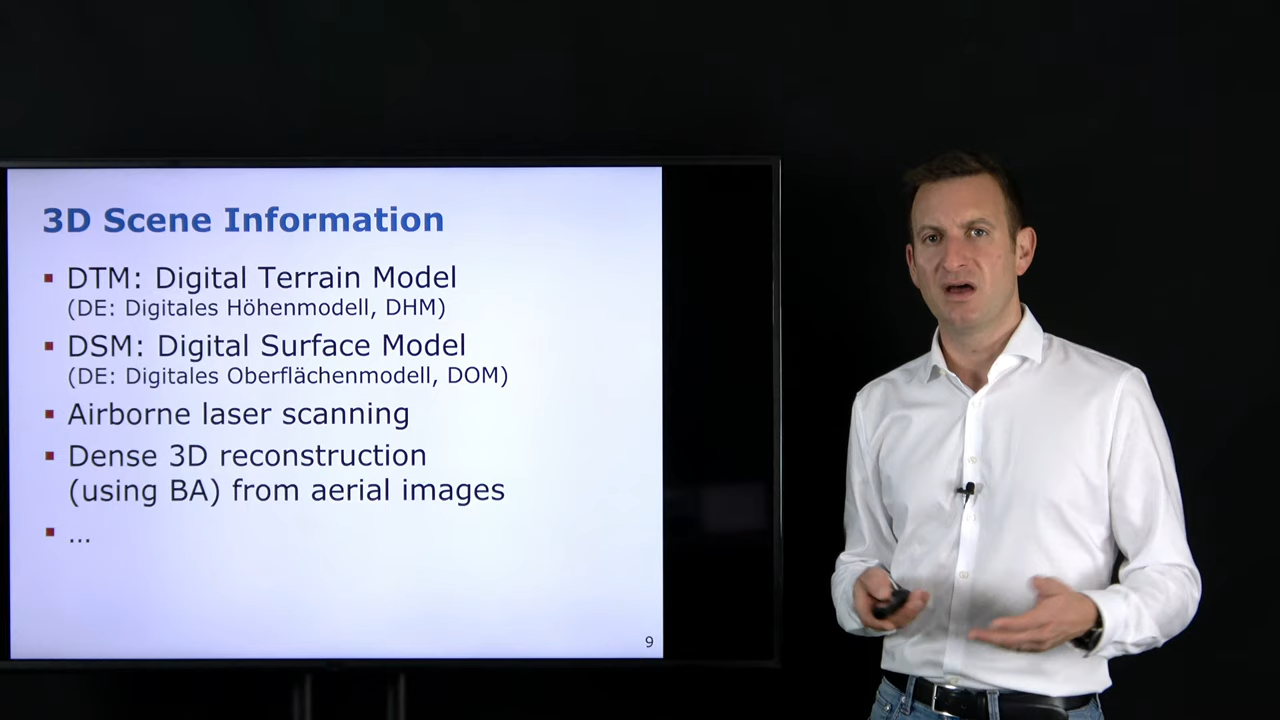 3D Scene Information
▪ DTM: Digital Terrain Model
(DE: Digitales Höhenmodell, DHM)
▪ DSM: Digital Surface Model
(DE: Digitales Oberflächenmodell, DOM)
▪ Airborne laser scanning
▪ Dense 3D reconstruction
(using BA) from aerial images
▪ ...
9